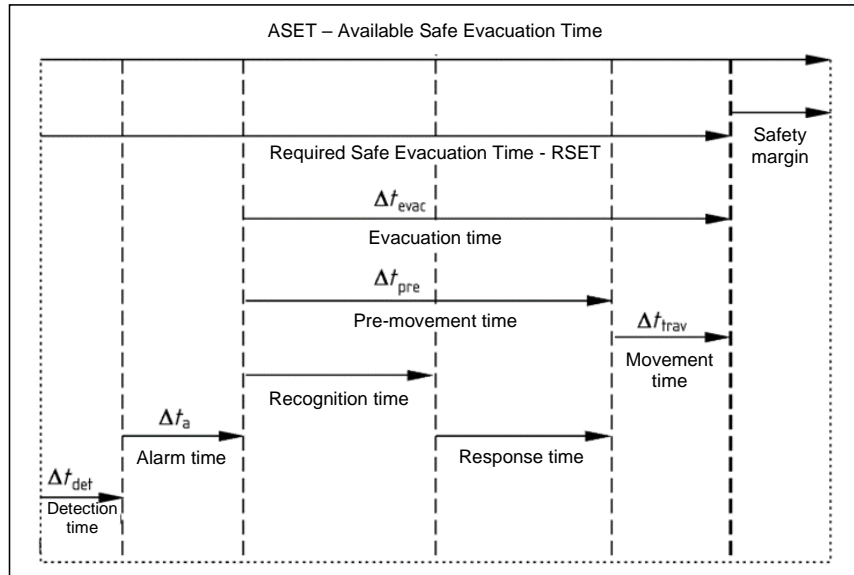 ASET – Available Safe Evacuation Time
Safety
margin
Required Safe Evacuation Time - RSET
Δtevac
Evacuation time
Δtpre
Pre-movement time
Δttrav
Movement
time
Recognition time
Δta
Alarm time
Response time
Δtdet
Detection
time